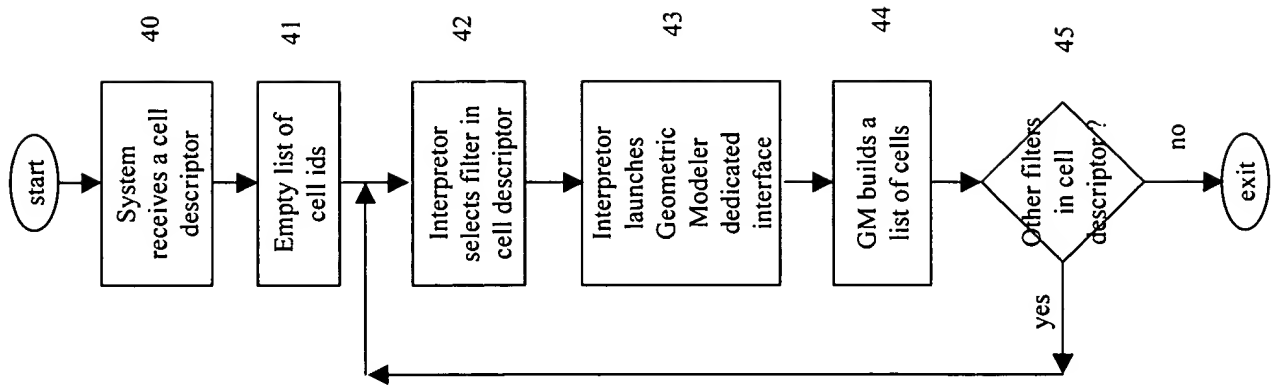 start
System
receives a cell
descriptor
40
Empty list of
cell ids
41
Interpretor
selects filter in
cell descriptor
42
Interpretor
launches
Geometric
Modeler
dedicated
interface
43
GM builds a
list of cells
44
Other filters
in cell
descriptor?
45
yes
no
exit